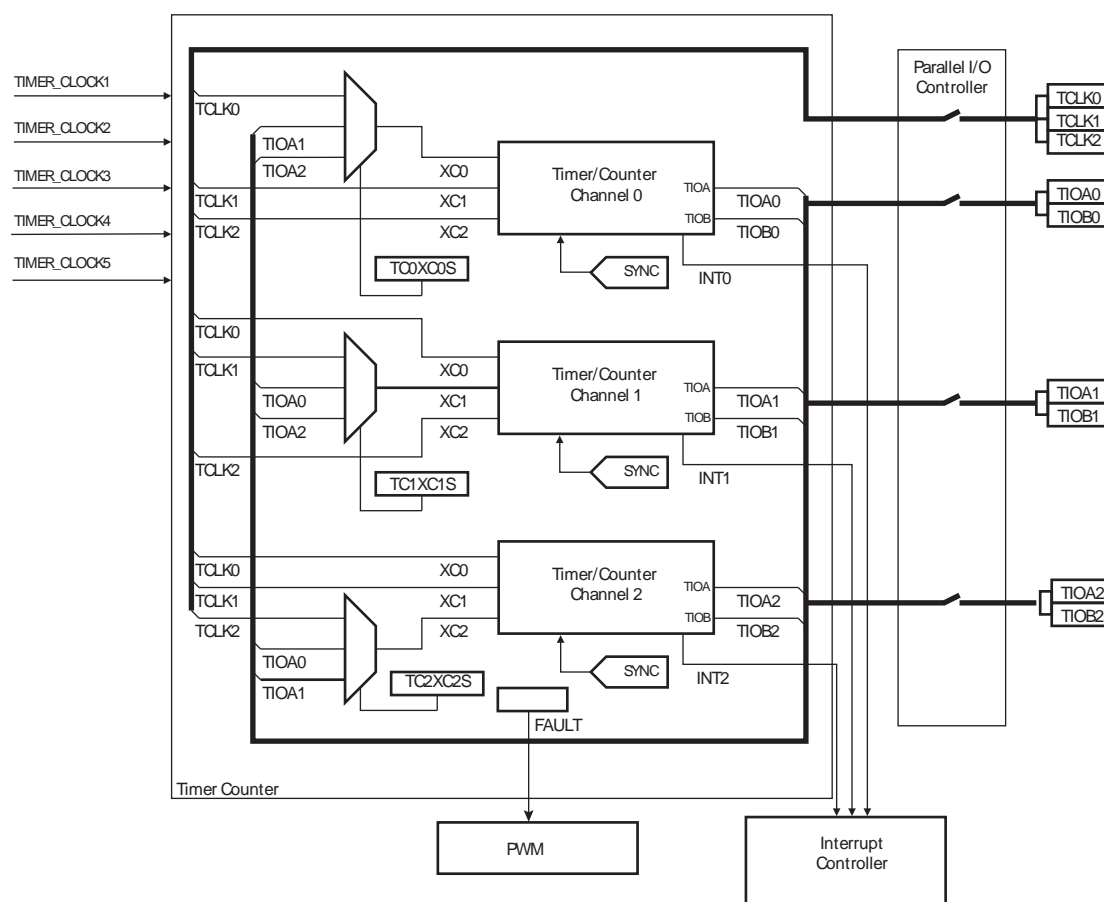 TIMER_CLOCK1
TIMER_CLOCK2
TIMER_CLOCK3
TIMER_CLOCK4
TIMER_CLOCK5
TCLK0
TIOA1
TIOA2
TCLK1
TCLK2
XC0
XC1
XC2
TC0XC0S
Timer/Counter
Channel 0
TIOA
TIOB
TIOA0
TIOB0
SYNC
INT0
TCLK0
TCLK1
TIOA0
TIOA2
TCLK2
XC0
XC1
XC2
TC1XC1S
Timer/Counter
Channel 1
TIOA
TIOB
TIOA1
TIOB1
SYNC
INT1
TCLK0
TCLK1
TCLK2
TIOA0
TIOA1
XC0
XC1
XC2
TC2XC2S
Timer/Counter
Channel 2
TIOA
TIOB
TIOA2
TIOB2
SYNC
INT2
FAULT
Timer Counter
Parallel I/O
Controller
TCLK0
TCLK1
TCLK2
TIOA0
TIOB0
TIOA1
TIOB1
TIOA2
TIOB2
PWM
Interrupt
Controller